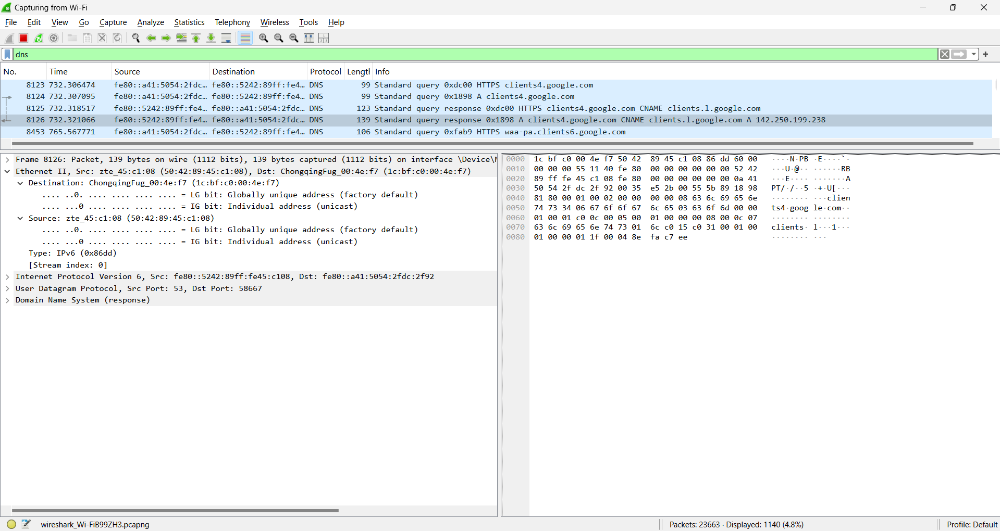 Capturing from Wi-Fi
File Edit View Go Capture Analyze Statistics Telephony Wireless Tools Help
dns
No. Time Source Destination Protocol Lengtl Info
8123 732.306474 fe80::a41:5054:2fdc… fe80::5242:89ff:fe4… DNS 99 Standard query 0xdc00 HTTPS clients4.google.com
8124 732.307095 fe80::a41:5054:2fdc… fe80::5242:89ff:fe4… DNS 99 Standard query 0x1898 A clients4.google.com
8125 732.318517 fe80::5242:89ff:fe4… fe80::a41:5054:2fdc… DNS 123 Standard query response 0xdc00 HTTPS clients4.google.com CNAME clients.l.google.com
8126 732.321066 fe80::5242:89ff:fe4… fe80::a41:5054:2fdc… DNS 139 Standard query response 0x1898 A clients4.google.com CNAME clients.l.google.com A 142.250.199.238
8453 765.567771 fe80::a41:5054:2fdc… fe80::5242:89ff:fe4… DNS 106 Standard query 0xfab9 HTTPS waa-pa.clients6.google.com
Frame 8126: Packet, 139 bytes on wire (1112 bits), 139 bytes captured (1112 bits) on interface \Device\N
Ethernet II, Src: zte_45:c1:08 (50:42:89:45:c1:08), Dst: ChongqingFug_00:4e:f7 (1c:bf:c0:00:4e:f7)
Destination: ChongqingFug_00:4e:f7 (1c:bf:c0:00:4e:f7)
.... ..0. .... .... .... .... = LG bit: Globally unique address (factory default)
.... ...0 .... .... .... .... = IG bit: Individual address (unicast)
Source: zte_45:c1:08 (50:42:89:45:c1:08)
.... ..0. .... .... .... .... = LG bit: Globally unique address (factory default)
.... ...0 .... .... .... .... = IG bit: Individual address (unicast)
Type: IPv6 (0x86dd)
[Stream index: 0]
Internet Protocol Version 6, Src: fe80::5242:89ff:fe45:c108, Dst: fe80::a41:5054:2fdc:2f92
User Datagram Protocol, Src Port: 53, Dst Port: 58667
Domain Name System (response)
0000 1c bf c0 00 4e f7 50 42 89 45 c1 08 86 dd 60 00 ····N·PB ·E····`·
0010 00 00 00 55 11 40 fe 80 00 00 00 00 00 00 52 42 ···U·@·· ······RB
0020 89 ff fe 45 c1 08 fe 80 00 00 00 00 00 00 0a 41 ···E···· ·······A
0030 50 54 2f dc 2f 92 00 35 e5 2b 00 55 5b 89 18 98 PT/·/··5 ·+·U[···
0040 81 80 00 01 00 02 00 00 00 00 08 63 6c 69 65 6e ········ ···clien
0050 74 73 34 06 67 6f 6f 67 6c 65 03 63 6f 6d 00 00 ts4·goog le·com··
0060 01 00 01 c0 0c 00 05 00 01 00 00 00 08 00 0c 07 ········ ········
0070 63 6c 69 65 6e 74 73 01 6c c0 15 c0 31 00 01 00 clients· l···1···
0080 01 00 00 01 1f 00 04 8e fa c7 ee ········ ···
wireshark_Wi-FiB99ZH3.pcapng
Packets: 23663 · Displayed: 1140 (4.8%)
Profile: Default